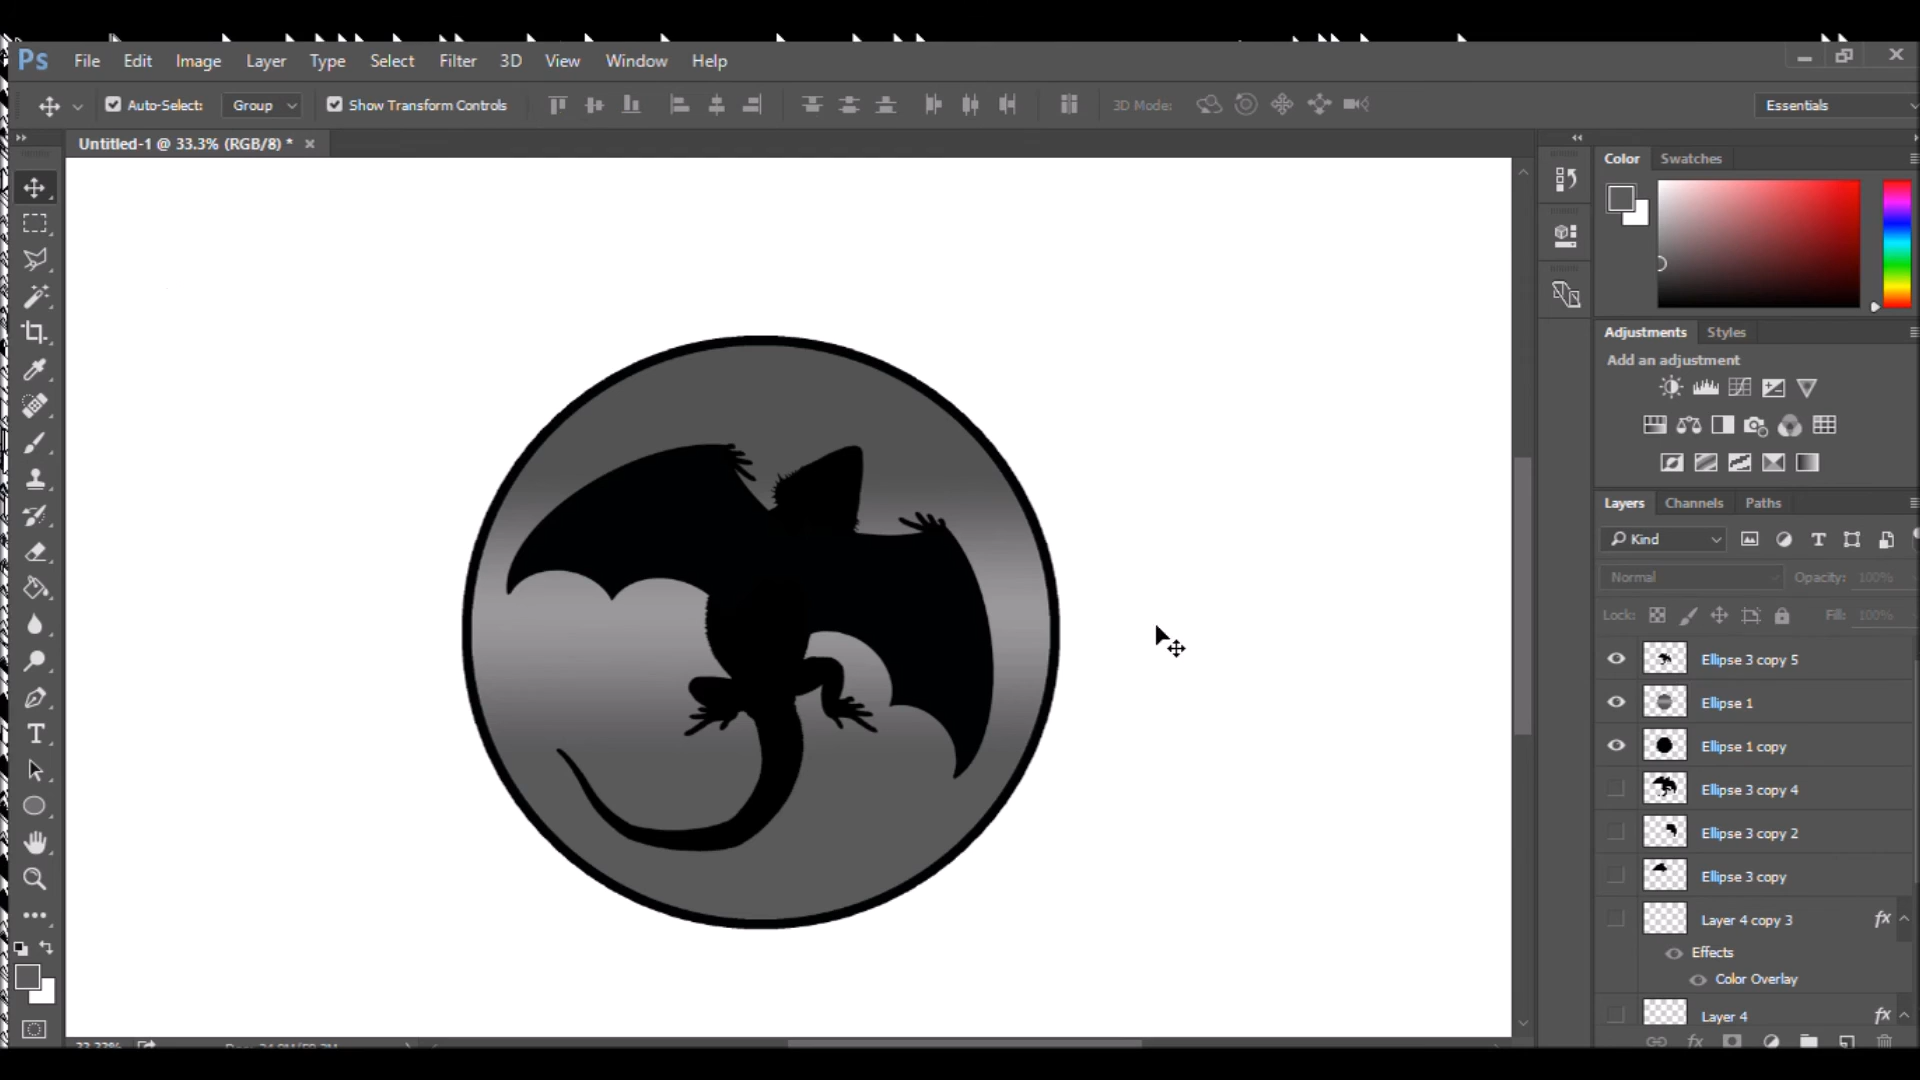 Ps File Edit Image Layer Type Select Filter 3D View Window Help
Auto-Select: Group Show Transform Controls 3D Mode: Essentials
Untitled-1 @ 33.3% (RGB/8) * ×
Color Swatches
Adjustments Styles
Add an adjustment
Layers Channels Paths
Kind
Normal Opacity: 100%
Lock: Fill: 100%
Ellipse 3 copy 5
Ellipse 1
Ellipse 1 copy
Ellipse 3 copy 4
Ellipse 3 copy 2
Ellipse 3 copy
Layer 4 copy 3 fx
Effects
Color Overlay
Layer 4 fx
33.33%